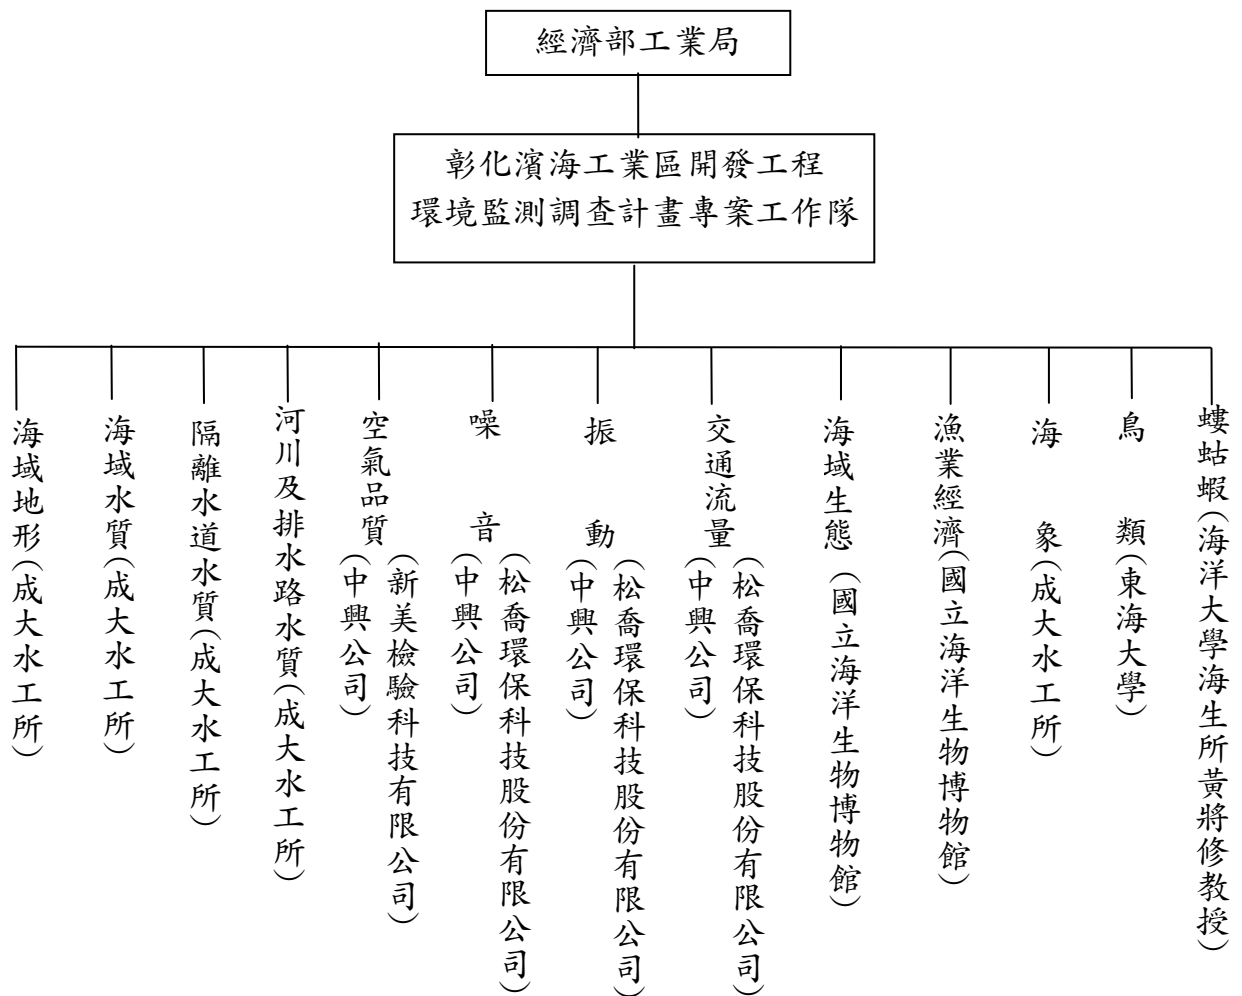 經濟部工業局
彰化濱海工業區開發工程
環境監測調查計畫專案工作隊
海域地形(成大水工所)
海域水質(成大水工所)
隔離水道水質(成大水工所)
河川及排水路水質(成大水工所)
空氣品質
(中興公司)
(新美檢驗科技有限公司)
噪音
(中興公司)
(松喬環保科技股份有限公司)
振動
(中興公司)
(松喬環保科技股份有限公司)
交通流量
(中興公司)
(松喬環保科技股份有限公司)
海域生態(國立海洋生物博物館)
漁業經濟(國立海洋生物博物館)
海象(成大水工所)
鳥類(東海大學)
螻蛄蝦(海洋大學海生所黃將修教授)